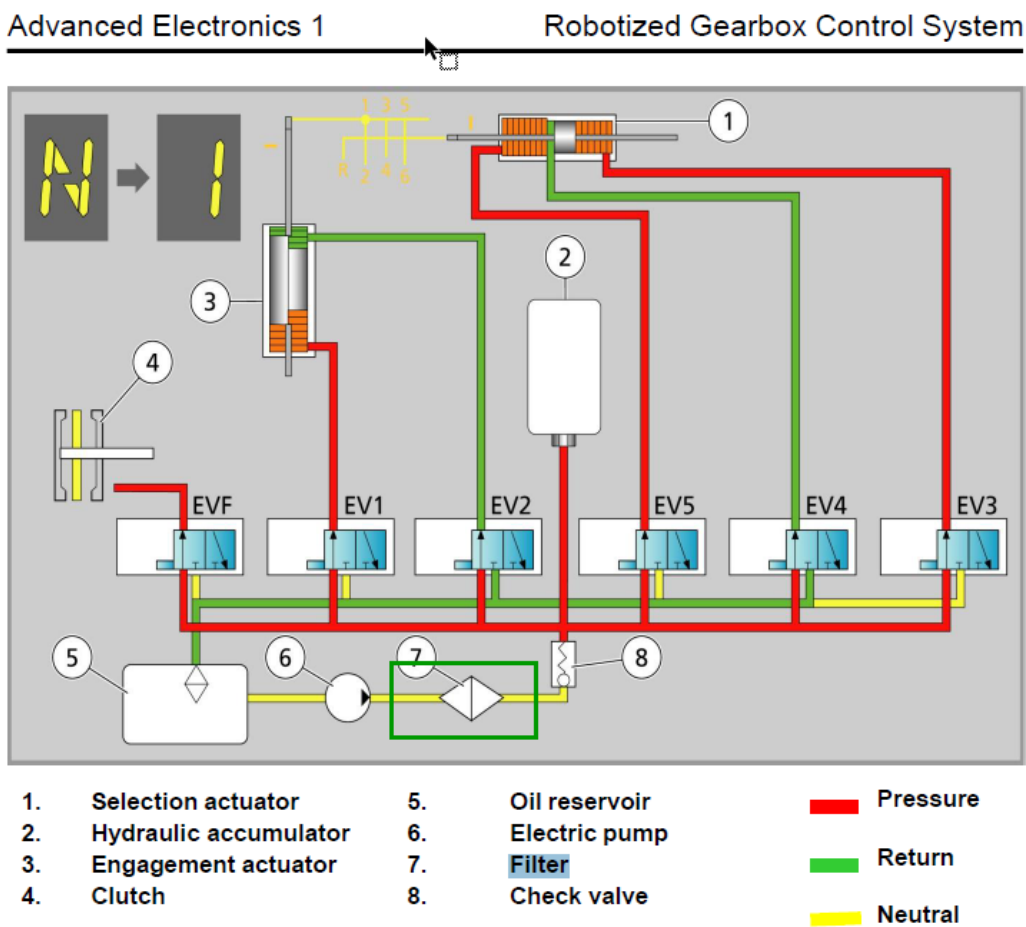 Advanced Electronics 1 Robotized Gearbox Control System
N 1
1 3 5
R 2 4 6
1
2
3
4
EVF EV1 EV2 EV5 EV4 EV3
5 6 7 8
1. Selection actuator 5. Oil reservoir Pressure
2. Hydraulic accumulator 6. Electric pump
3. Engagement actuator 7. Filter Return
4. Clutch 8. Check valve Neutral